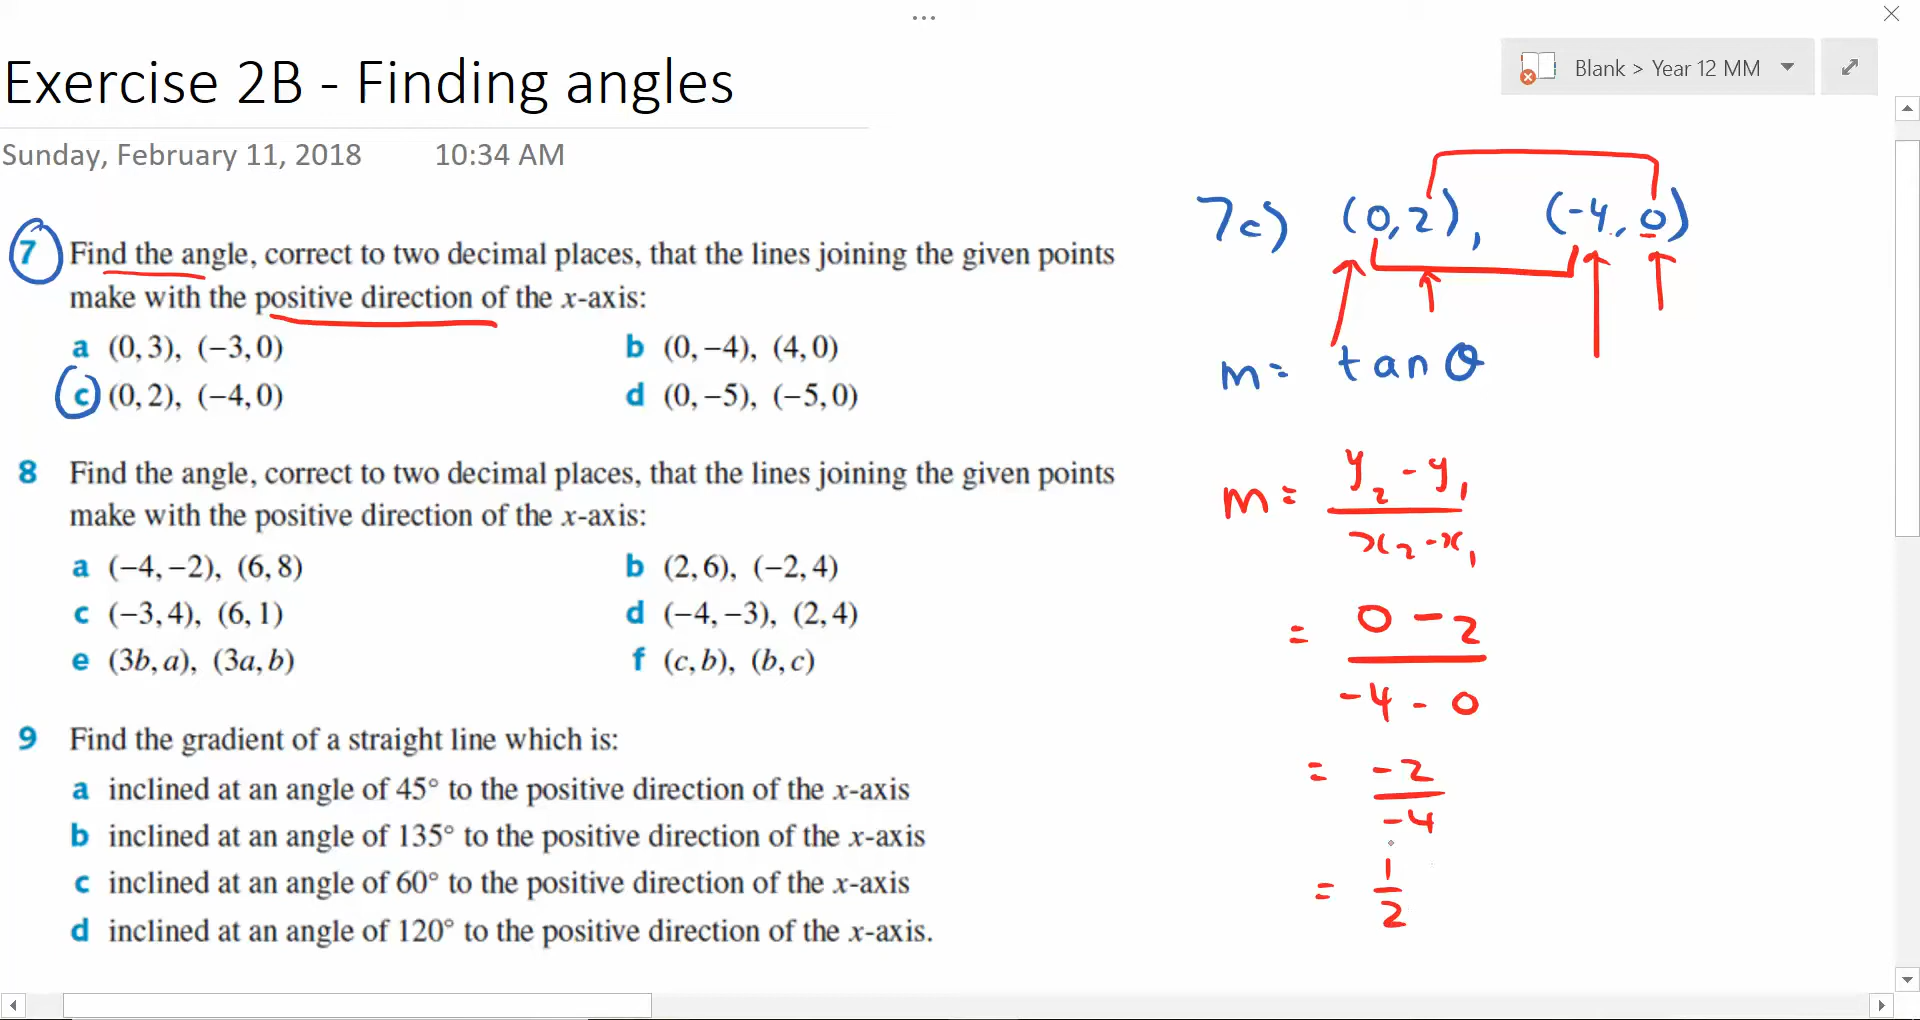 ...
Blank > Year 12 MM
Exercise 2B - Finding angles
Sunday, February 11, 2018 10:34 AM
7 Find the angle, correct to two decimal places, that the lines joining the given points
make with the positive direction of the x-axis:
a (0, 3), (−3, 0) b (0, −4), (4, 0)
c (0, 2), (−4, 0) d (0, −5), (−5, 0)
8 Find the angle, correct to two decimal places, that the lines joining the given points
make with the positive direction of the x-axis:
a (−4, −2), (6, 8) b (2, 6), (−2, 4)
c (−3, 4), (6, 1) d (−4, −3), (2, 4)
e (3b, a), (3a, b) f (c, b), (b, c)
9 Find the gradient of a straight line which is:
a inclined at an angle of 45° to the positive direction of the x-axis
b inclined at an angle of 135° to the positive direction of the x-axis
c inclined at an angle of 60° to the positive direction of the x-axis
d inclined at an angle of 120° to the positive direction of the x-axis.
7c) (0, 2), (-4, 0)
m = tan θ
m = y₂ - y₁
x₂ - x₁
= 0 - 2
-4 - 0
= -2
-4
= 1
2